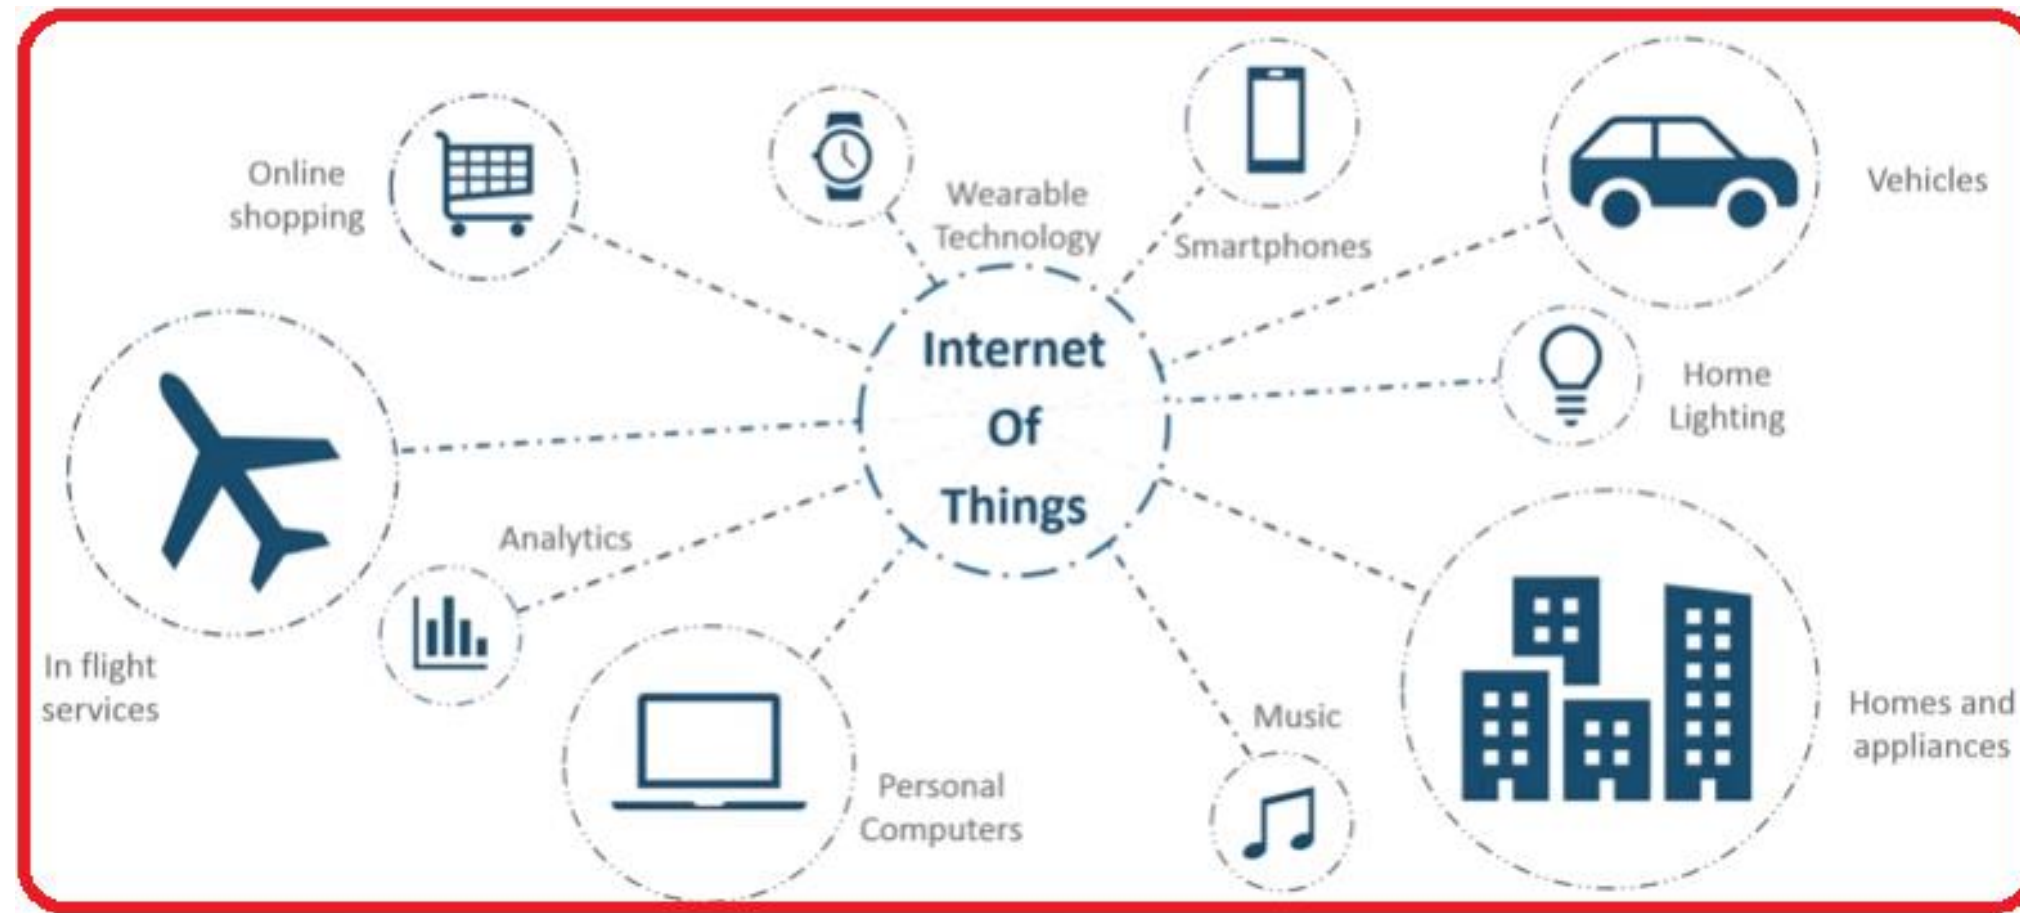 Online
shopping
Wearable
Technology
Smartphones
Vehicles
Internet
Of
Things
Home
Lighting
In flight
services
Analytics
Personal
Computers
Music
Homes and
appliances